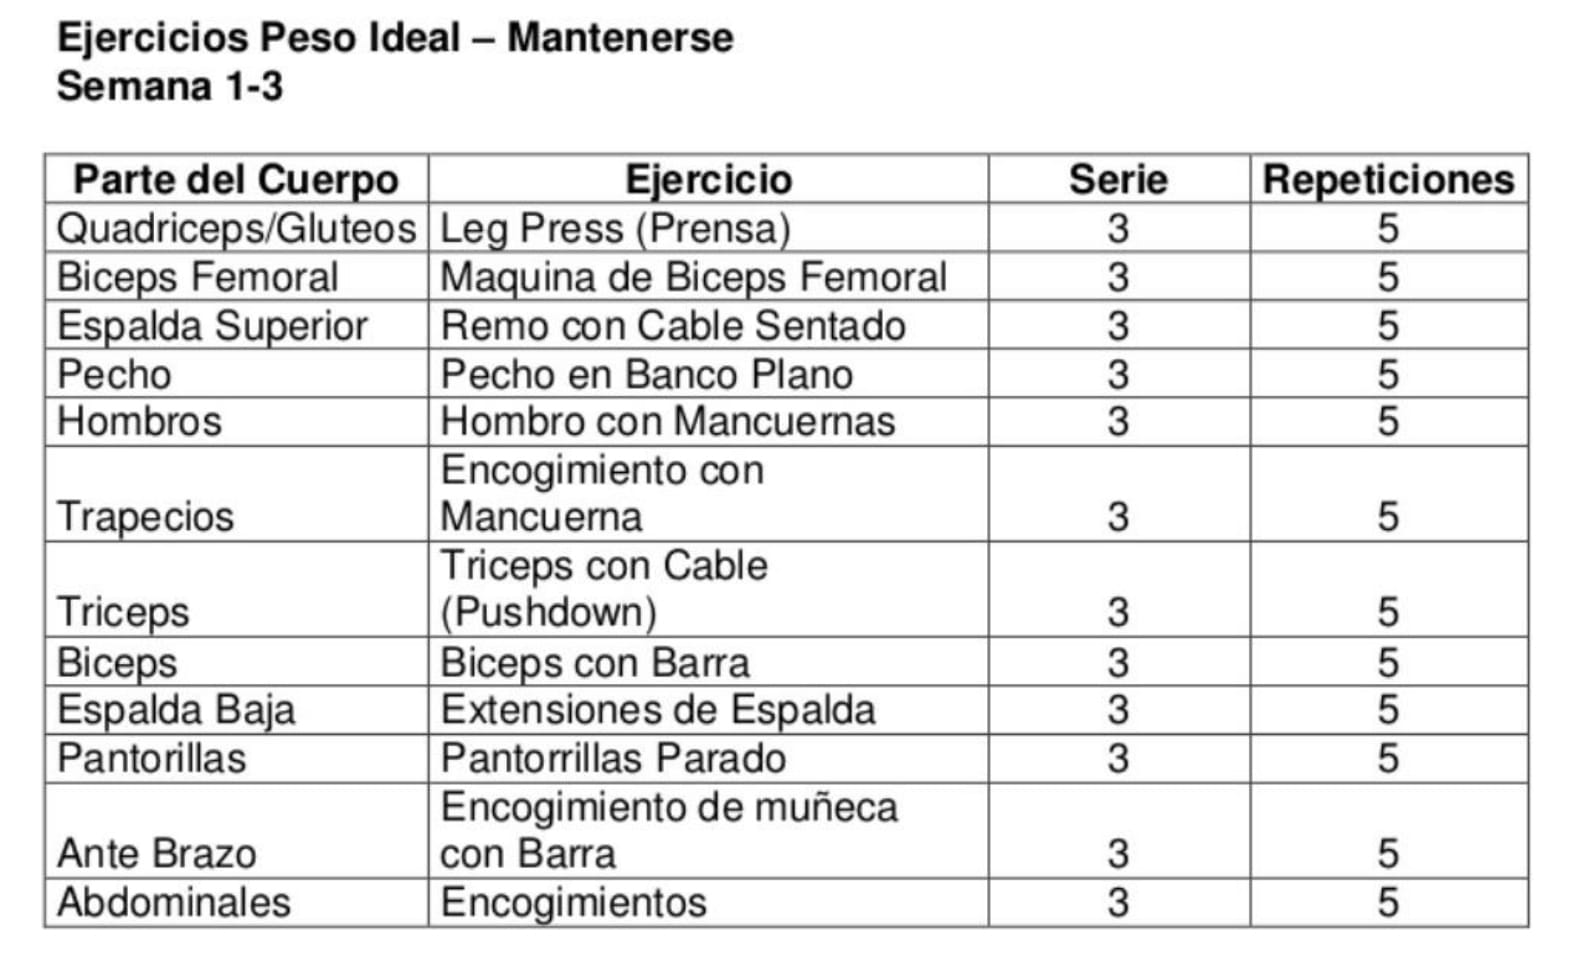 Ejercicios Peso Ideal – Mantenerse
Semana 1-3
Parte del Cuerpo Ejercicio Serie Repeticiones
Quadriceps/Gluteos Leg Press (Prensa) 3 5
Biceps Femoral Maquina de Biceps Femoral 3 5
Espalda Superior Remo con Cable Sentado 3 5
Pecho Pecho en Banco Plano 3 5
Hombros Hombro con Mancuernas 3 5
Encogimiento con
Trapecios Mancuerna 3 5
Triceps con Cable
Triceps (Pushdown) 3 5
Biceps Biceps con Barra 3 5
Espalda Baja Extensiones de Espalda 3 5
Pantorillas Pantorrillas Parado 3 5
Encogimiento de muñeca
Ante Brazo con Barra 3 5
Abdominales Encogimientos 3 5